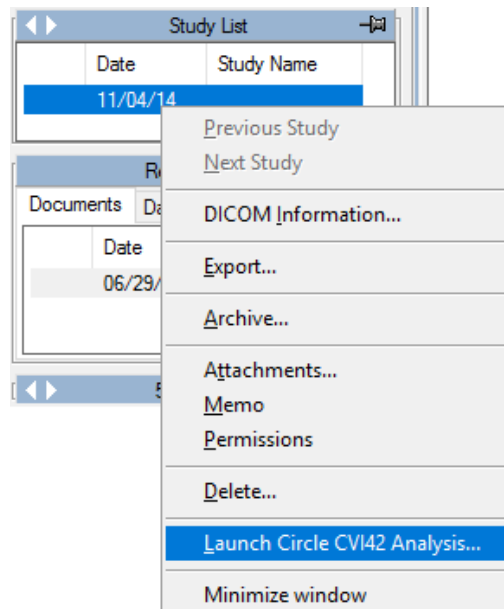 Study List
Date Study Name
11/04/14
Previous Study
Next Study
Documents
DICOM Information...
Date
Export...
06/29/
Archive...
Attachments...
Memo
Permissions
Delete...
Launch Circle CVI42 Analysis...
Minimize window